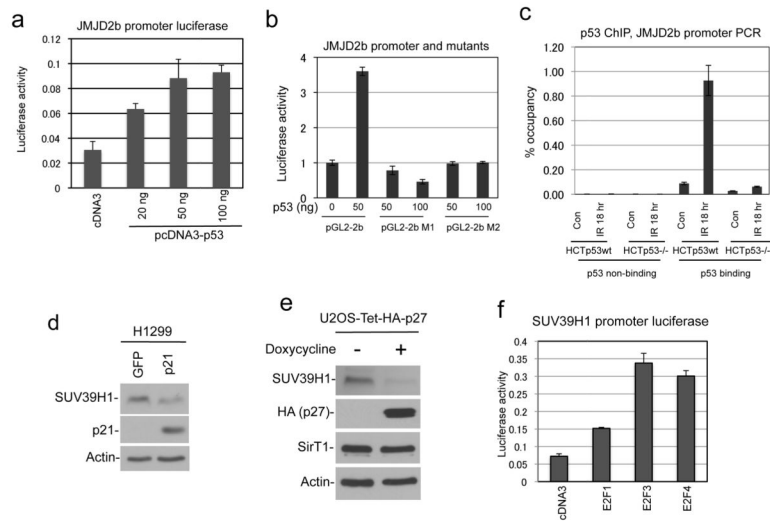 a
JMJD2b promoter luciferase
Luciferase activity
0.12
0.1
0.08
0.06
0.04
0.02
0
cDNA3
20 ng
50 ng
100 ng
pcDNA3-p53
b
JMJD2b promoter and mutants
Luciferase activity
4
3
2
1
0
p53 (ng)
0 50 50 100 50 100
pGL2-2b pGL2-2b M1 pGL2-2b M2
c
p53 ChIP, JMJD2b promoter PCR
% occupancy
1.20
1.00
0.80
0.60
0.40
0.20
0.00
Con
IR 18 hr
Con
IR 18 hr
Con
IR 18 hr
Con
IR 18 hr
HCTp53wt HCTp53-/- HCTp53wt HCTp53-/-
p53 non-binding p53 binding
d
H1299
GFP
p21
SUV39H1-
p21-
Actin-
e
U2OS-Tet-HA-p27
Doxycycline - +
SUV39H1-
HA (p27)-
SirT1-
Actin-
f
SUV39H1 promoter luciferase
Luciferase activity
0.4
0.35
0.3
0.25
0.2
0.15
0.1
0.05
0
cDNA3
E2F1
E2F3
E2F4